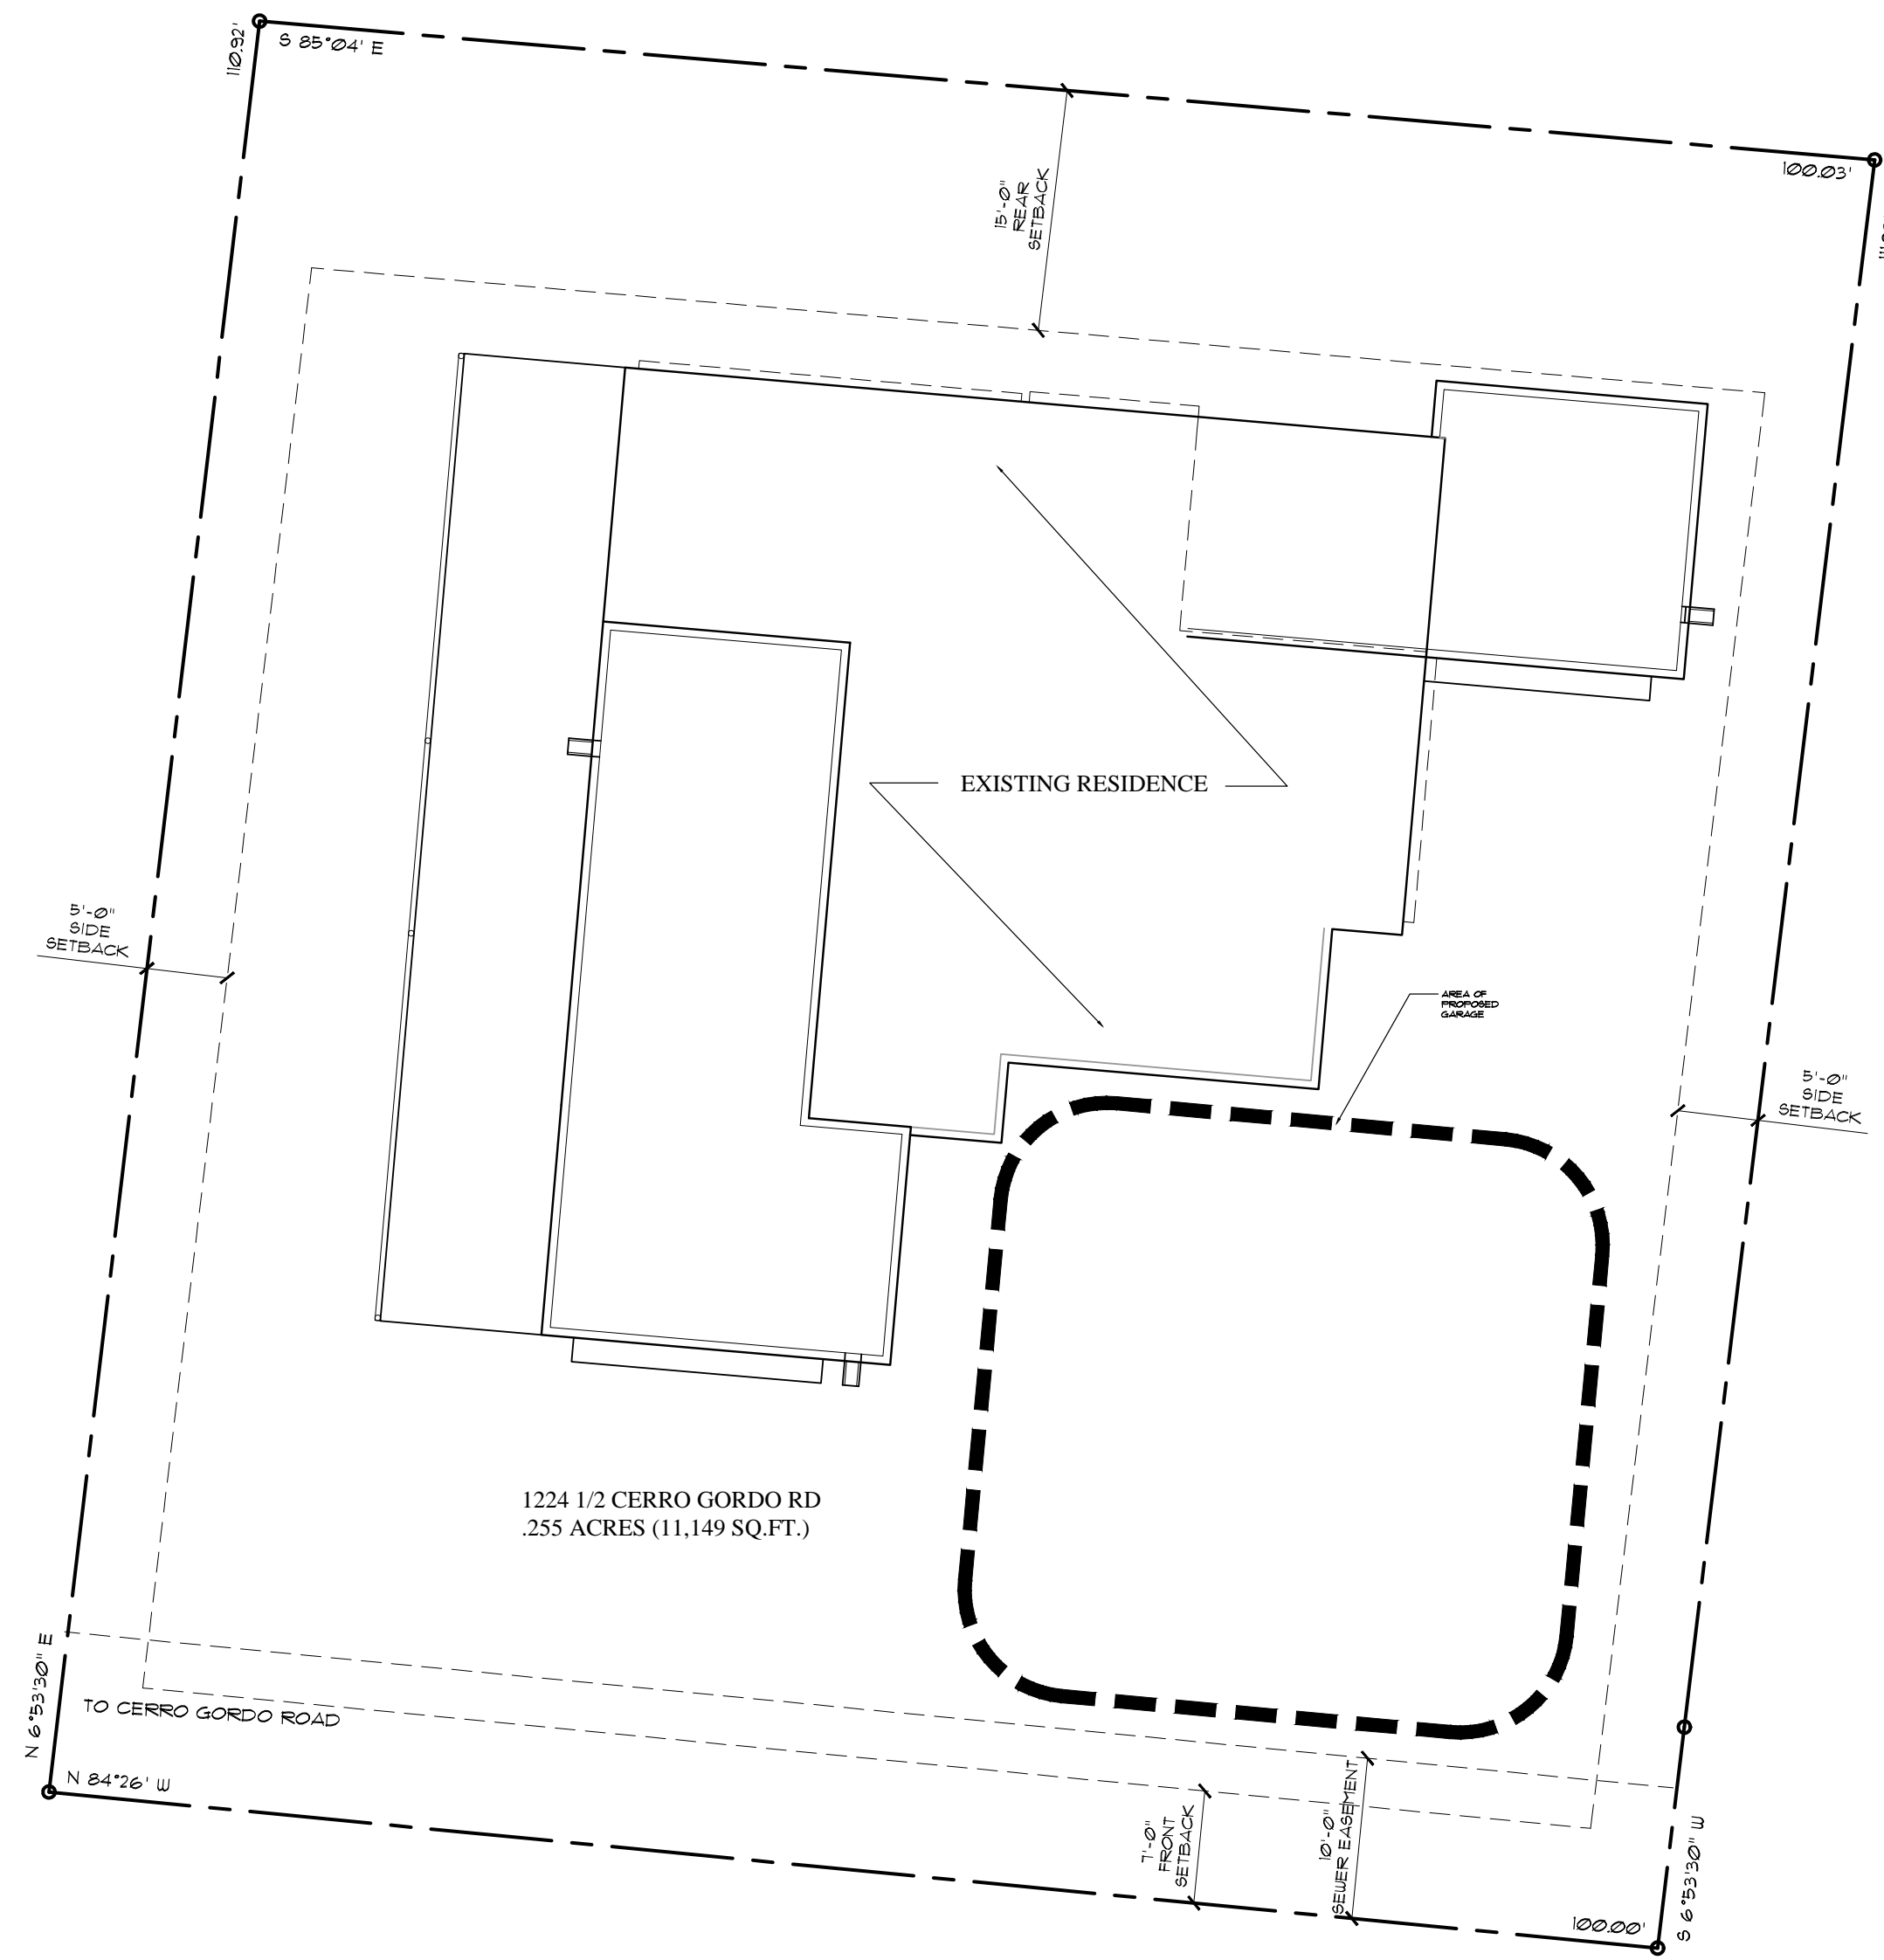 110.92'
S 85°04' E
100.03'
15'-0"
REAR
SETBACK
EXISTING RESIDENCE
5'-0"
SIDE
SETBACK
AREA OF
PROPOSED
GARAGE
5'-0"
SIDE
SETBACK
1224 1/2 CERRO GORDO RD
.255 ACRES (11,149 SQ.FT.)
N 6°53'30" E
TO CERRO GORDO ROAD
N 84°26' W
7'-0"
FRONT
SETBACK
10'-0"
SEWER EASEMENT
100.00'
S 6°53'30" W